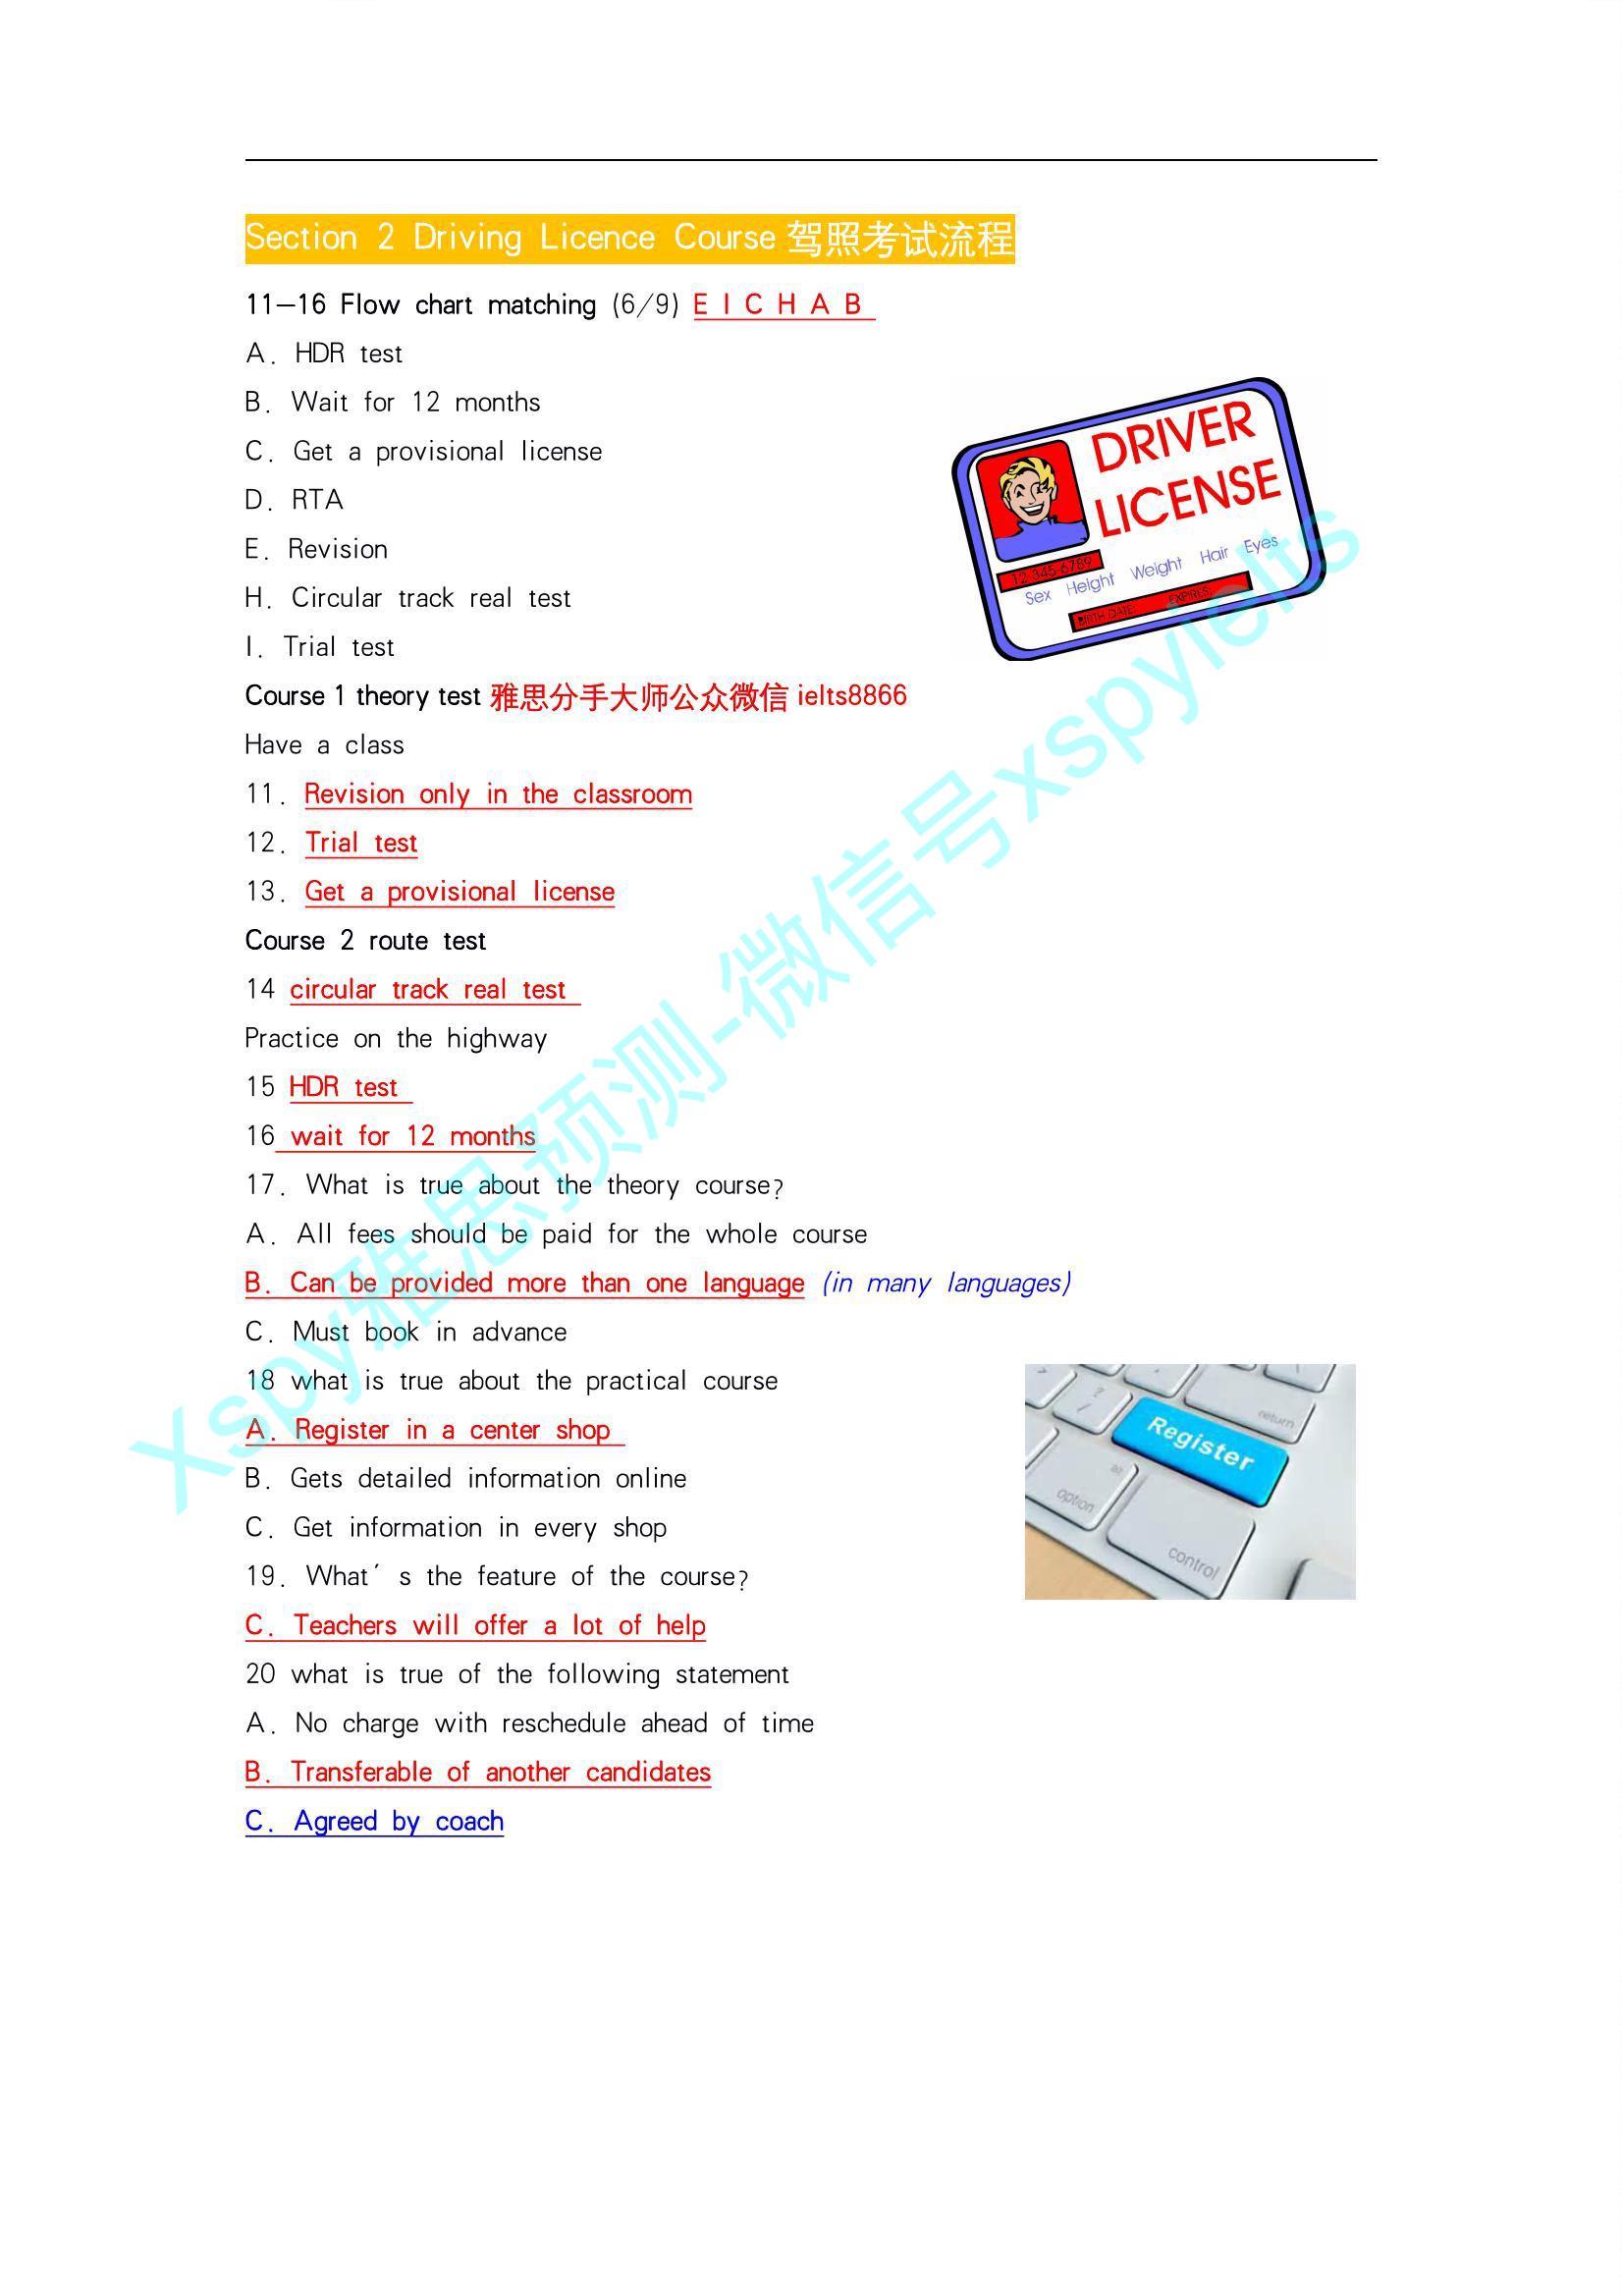 Section 2 Driving Licence Course 驾照考试流程
11—16 Flow chart matching (6/9) E I C H A B
A. HDR test
B. Wait for 12 months
C. Get a provisional license
D. RTA
E. Revision
H. Circular track real test
I. Trial test
DRIVER
LICENSE
12-345-6789
Sex Height Weight Hair Eyes
BIRTH DATE: EXPIRES:
Course 1 theory test 雅思分手大师公众微信 ielts8866
Have a class
11. Revision only in the classroom
12. Trial test
13. Get a provisional license
Course 2 route test
14 circular track real test
Practice on the highway
15 HDR test
16 wait for 12 months
17. What is true about the theory course?
A. All fees should be paid for the whole course
B. Can be provided more than one language (in many languages)
C. Must book in advance
18 what is true about the practical course
A. Register in a center shop
B. Gets detailed information online
C. Get information in every shop
?
/
return
Register
alt
option
control
19. What's the feature of the course?
C. Teachers will offer a lot of help
20 what is true of the following statement
A. No charge with reschedule ahead of time
B. Transferable of another candidates
C. Agreed by coach
Xspy雅思预测-微信号xspyielts